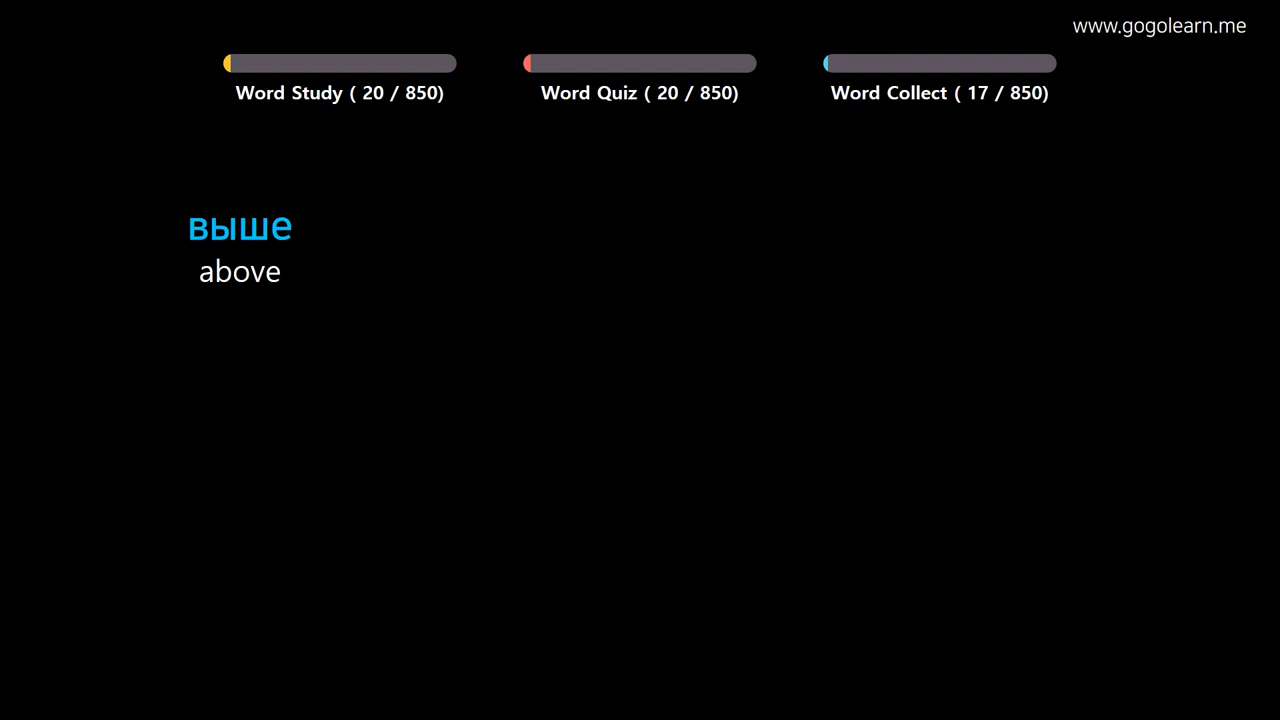 www.gogolearn.me
Word Study ( 20 / 850)
Word Quiz ( 20 / 850)
Word Collect ( 17 / 850)
выше
above